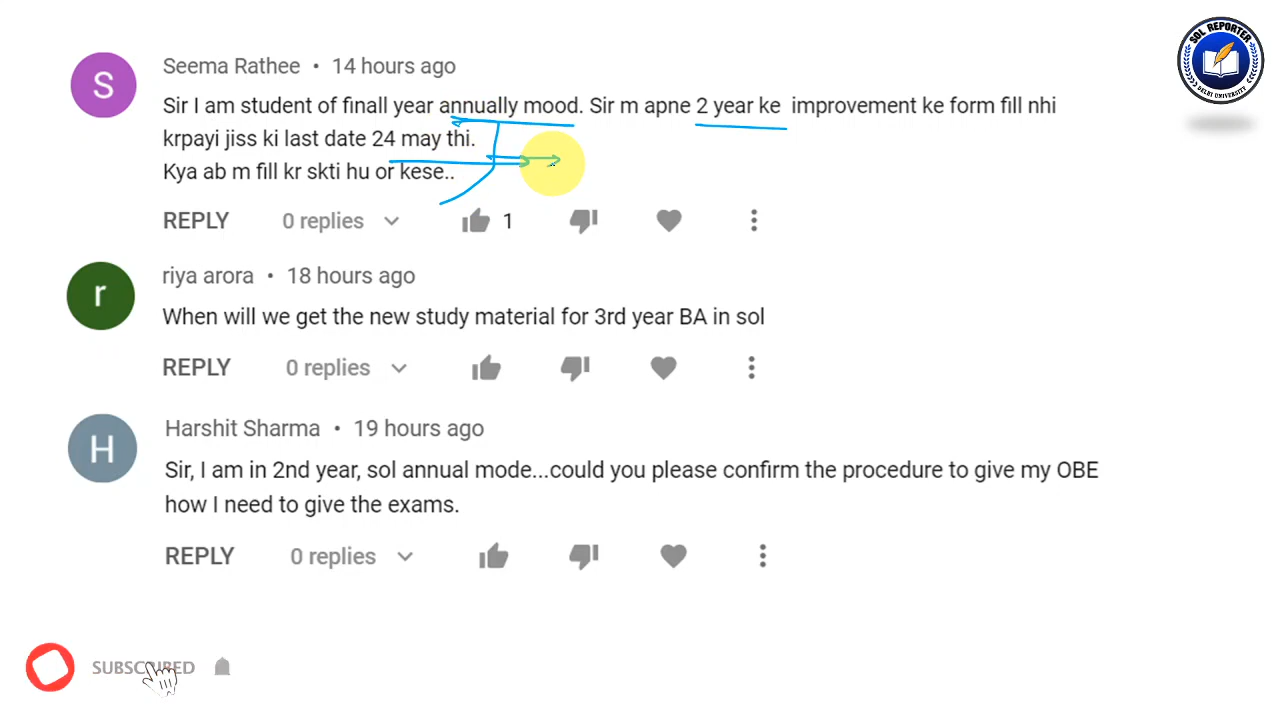 SOL REPORTER
DELHI UNIVERSITY
S
Seema Rathee • 14 hours ago
Sir I am student of finall year annually mood. Sir m apne 2 year ke improvement ke form fill nhi
krpayi jiss ki last date 24 may thi.
Kya ab m fill kr skti hu or kese..
REPLY 0 replies 1
r
riya arora • 18 hours ago
When will we get the new study material for 3rd year BA in sol
REPLY 0 replies
H
Harshit Sharma • 19 hours ago
Sir, I am in 2nd year, sol annual mode...could you please confirm the procedure to give my OBE
how I need to give the exams.
REPLY 0 replies
SUBSCRIBED